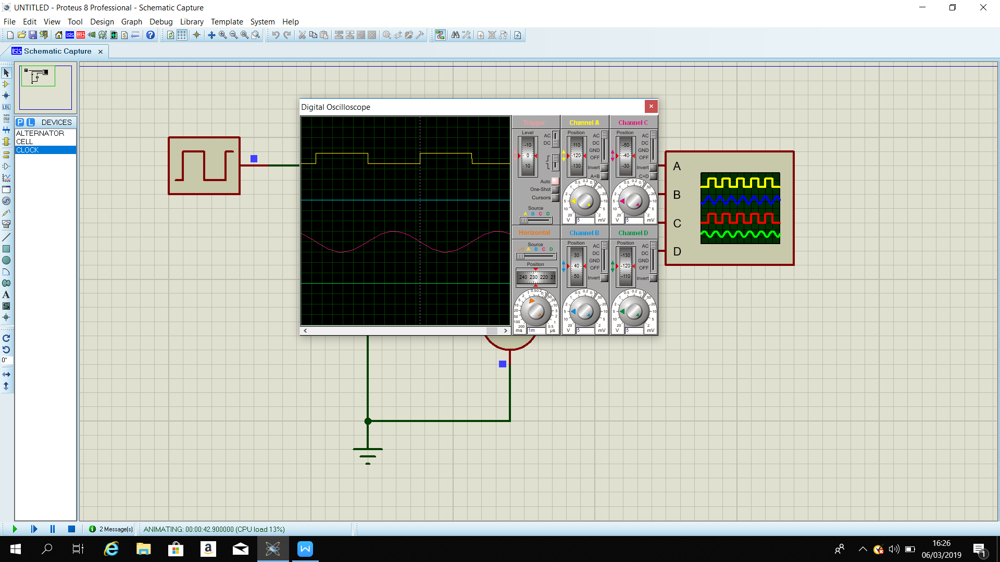 UNTITLED - Proteus 8 Professional - Schematic Capture
File Edit View Tool Design Graph Debug Library Template System Help
Schematic Capture
P L DEVICES
ALTERNATOR
CELL
CLOCK
LBL
A
S
0°
Digital Oscilloscope
Trigger
Level
-10
0
10
AC
DC
Auto
One-Shot
Cursors
Source
A B C D
Channel A
Position
110
120
130
AC
DC
GND
OFF
Invert
A+B
V 5 mV
Channel C
Position
-50
-40
-30
AC
DC
GND
OFF
Invert
C+D
V 5 mV
Horizontal
Source
A B C D
Position
240 230 220 21
ms 1m µs
Channel B
Position
30
40
50
AC
DC
GND
OFF
Invert
V 5 mV
Channel D
Position
-130
-120
-110
AC
DC
GND
OFF
Invert
V 5 mV
A
B
C
D
2 Message(s) ANIMATING: 00:00:42.900000 (CPU load 13%)
16:26
06/03/2019
1